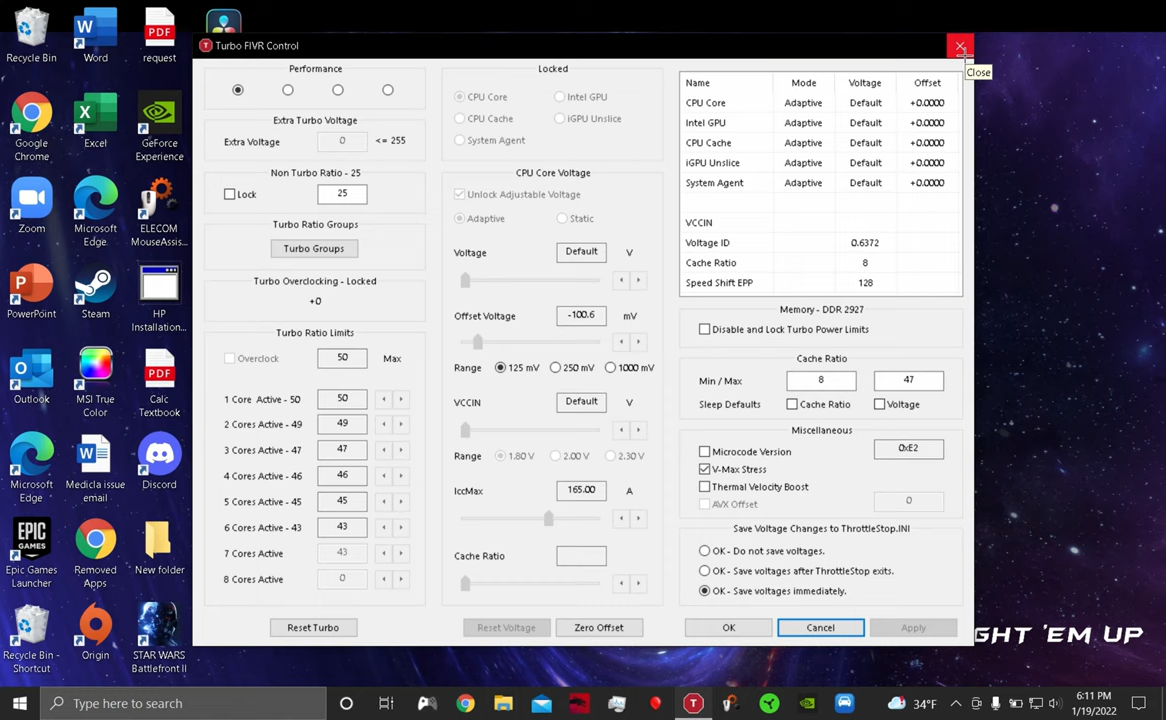 Turbo FIVR Control
Close
Recycle Bin
Word
request
Google Chrome
Excel
GeForce Experience
Zoom
Microsoft Edge
ELECOM MouseAssis...
PowerPoint
Steam
HP Installation...
Outlook
MSI True Color
Calc Textbook
Microsoft Edge
Medicla issue email
Discord
Epic Games Launcher
Removed Apps
New folder
Recycle Bin - Shortcut
Origin
STAR WARS Battlefront II
Performance
Extra Turbo Voltage
Extra Voltage 0 <= 255
Non Turbo Ratio - 25
Lock 25
Turbo Ratio Groups
Turbo Groups
Turbo Overclocking - Locked
+0
Turbo Ratio Limits
Overclock 50 Max
1 Core Active - 50 50
2 Cores Active - 49 49
3 Cores Active - 47 47
4 Cores Active - 46 46
5 Cores Active - 45 45
6 Cores Active - 43 43
7 Cores Active 43
8 Cores Active 0
Reset Turbo
Locked
CPU Core Intel GPU
CPU Cache iGPU Unslice
System Agent
CPU Core Voltage
Unlock Adjustable Voltage
Adaptive Static
Voltage Default V
Offset Voltage -100.6 mV
Range 125 mV 250 mV 1000 mV
VCCIN Default V
Range 1.80 V 2.00 V 2.30 V
IccMax 165.00 A
Cache Ratio
Reset Voltage Zero Offset
Name Mode Voltage Offset
CPU Core Adaptive Default +0.0000
Intel GPU Adaptive Default +0.0000
CPU Cache Adaptive Default +0.0000
iGPU Unslice Adaptive Default +0.0000
System Agent Adaptive Default +0.0000
VCCIN
Voltage ID 0.6372
Cache Ratio 8
Speed Shift EPP 128
Memory - DDR 2927
Disable and Lock Turbo Power Limits
Cache Ratio
Min / Max 8 47
Sleep Defaults Cache Ratio Voltage
Miscellaneous
Microcode Version 0xE2
V-Max Stress
Thermal Velocity Boost
AVX Offset 0
Save Voltage Changes to ThrottleStop.INI
OK - Do not save voltages.
OK - Save voltages after ThrottleStop exits.
OK - Save voltages immediately.
OK Cancel Apply
GHT 'EM UP
Type here to search
34°F
6:11 PM
1/19/2022